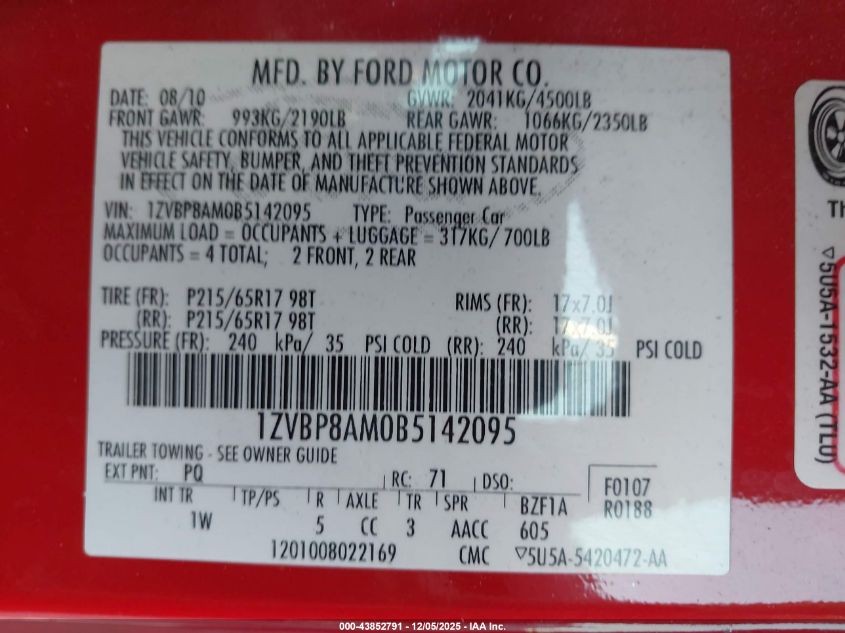 MFD. BY FORD MOTOR CO.
DATE: 08/10 GVWR: 2041KG/4500LB
FRONT GAWR: 993KG/2190LB REAR GAWR: 1066KG/2350LB
THIS VEHICLE CONFORMS TO ALL APPLICABLE FEDERAL MOTOR
VEHICLE SAFETY, BUMPER, AND THEFT PREVENTION STANDARDS
IN EFFECT ON THE DATE OF MANUFACTURE SHOWN ABOVE.
VIN: 1ZVBP8AM0B5142095 TYPE: Passenger Car
MAXIMUM LOAD = OCCUPANTS + LUGGAGE = 317KG/ 700LB
OCCUPANTS = 4 TOTAL; 2 FRONT, 2 REAR
TIRE (FR): P215/65R17 98T RIMS (FR): 17x7.0J
(RR): P215/65R17 98T (RR): 17x7.0J
PRESSURE (FR): 240 kPa/ 35 PSI COLD (RR): 240 kPa/ 35 PSI COLD
1ZVBP8AM0B5142095
TRAILER TOWING - SEE OWNER GUIDE
EXT PNT: PQ RC: 71 DSO: F0107
INT TR TP/PS R AXLE TR SPR BZF1A R0188
1W 5 CC 3 AACC 605
1201008022169 CMC ▽5U5A-5420472-AA
Th
▽5U5A-1532-AA (TLU)
000-43852791 - 12/05/2025 - IAA Inc.